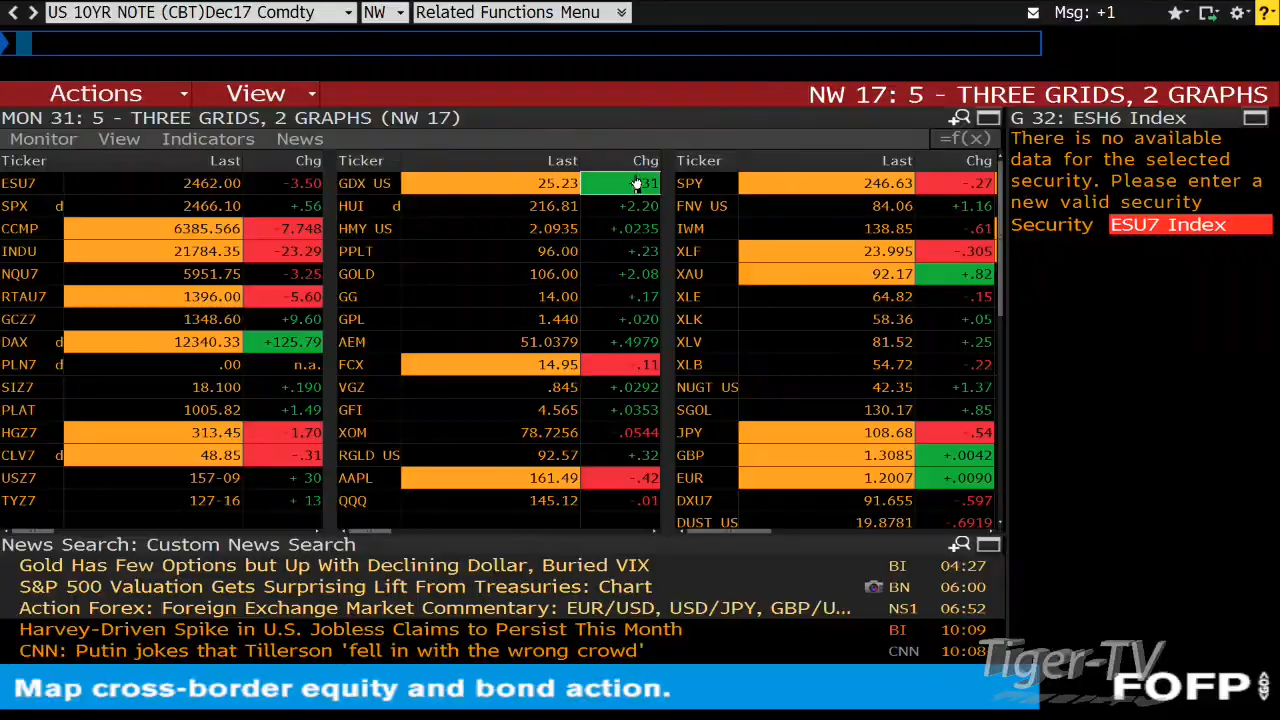 US 10YR NOTE (CBT)Dec17 Comdty NW Related Functions Menu Msg: +1 ?
Actions View NW 17: 5 - THREE GRIDS, 2 GRAPHS
MON 31: 5 - THREE GRIDS, 2 GRAPHS (NW 17)
Monitor View Indicators News =f(x)
Ticker Last Chg Ticker Last Chg Ticker Last Chg
ESU7 2462.00 -3.50 GDX US 25.23 SPY 246.63 -.27
SPX d 2466.10 +.56 HUI d 216.81 +2.20 FNV US 84.06 +1.16
CCMP 6385.566 -7.748 HMY US 2.0935 +.0235 IWM 138.85 -.61
INDU 21784.35 -23.29 PPLT 96.00 +.23 XLF 23.995 -.305
NQU7 5951.75 -3.25 GOLD 106.00 +2.08 XAU 92.17 +.82
RTAU7 1396.00 -5.60 GG 14.00 +.17 XLE 64.82 -.15
GCZ7 1348.60 +9.60 GPL 1.440 +.020 XLK 58.36 +.05
DAX d 12340.33 +125.79 AEM 51.0379 +.4979 XLV 81.52 +.25
PLN7 d .00 n.a. FCX 14.95 -.11 XLB 54.72 -.22
SIZ7 18.100 +.190 VGZ .845 +.0292 NUGT US 42.35 +1.37
PLAT 1005.82 +1.49 GFI 4.565 +.0353 SGOL 130.17 +.85
HGZ7 313.45 -1.70 XOM 78.7256 -.0544 JPY 108.68 -.54
CLV7 d 48.85 -.31 RGLD US 92.57 +.32 GBP 1.3085 +.0042
USZ7 157-09 + 30 AAPL 161.49 -.42 EUR 1.2007 +.0090
TYZ7 127-16 + 13 QQQ 145.12 -.01 DXU7 91.655 -.597
DUST US 19.8781 -.6919
G 32: ESH6 Index
There is no available
data for the selected
security. Please enter a
new valid security
Security ESU7 Index
News Search: Custom News Search
Gold Has Few Options but Up With Declining Dollar, Buried VIX BI 04:27
S&P 500 Valuation Gets Surprising Lift From Treasuries: Chart BN 06:00
Action Forex: Foreign Exchange Market Commentary: EUR/USD, USD/JPY, GBP/U... NS1 06:52
Harvey-Driven Spike in U.S. Jobless Claims to Persist This Month BI 10:09
CNN: Putin jokes that Tillerson 'fell in with the wrong crowd' CNN 10:08
Tiger-TV
Map cross-border equity and bond action.
FOFP